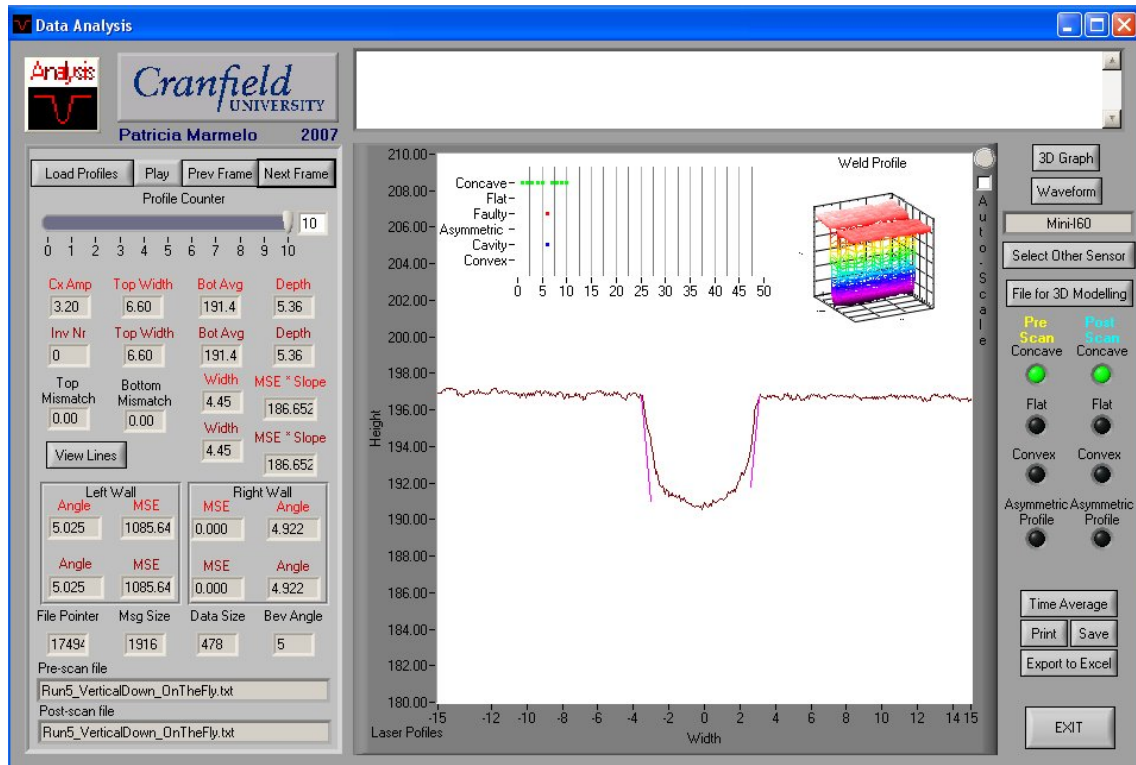 Data Analysis
Analysis
Cranfield
UNIVERSITY
Patricia Marmelo 2007
Load Profiles Play Prev Frame Next Frame
Profile Counter
10
0 1 2 3 4 5 6 7 8 9 10
Cx Amp Top Width Bot Avg Depth
3.20 6.60 191.4 5.36
Inv Nr Top Width Bot Avg Depth
0 6.60 191.4 5.36
Top Mismatch Bottom Mismatch Width MSE * Slope
0.00 0.00 4.45 186.652
Width MSE * Slope
4.45 186.652
View Lines
Left Wall Right Wall
Angle MSE MSE Angle
5.025 1085.64 0.000 4.922
Angle MSE MSE Angle
5.025 1085.64 0.000 4.922
File Pointer Msg Size Data Size Bev Angle
1749 1916 478 5
Pre-scan file
Run5_VerticalDown_OnTheFly.txt
Post-scan file
Run5_VerticalDown_OnTheFly.txt
210.00
208.00
206.00
204.00
202.00
200.00
198.00
196.00
194.00
192.00
190.00
188.00
186.00
184.00
182.00
180.00
Height
-15 -12 -10 -8 -6 -4 -2 0 2 4 6 8 10 12 14 15
Laser Pofiles
Width
Concave
Flat
Faulty
Asymmetric
Cavity
Convex
0 5 10 15 20 25 30 35 40 45 50
Weld Profile
Auto-Scale
3D Graph
Waveform
Mini-I60
Select Other Sensor
File for 3D Modelling
Pre Scan Post Scan
Concave Concave
Flat Flat
Convex Convex
Asymmetric Profile Asymmetric Profile
Time Average
Print Save
Export to Excel
EXIT